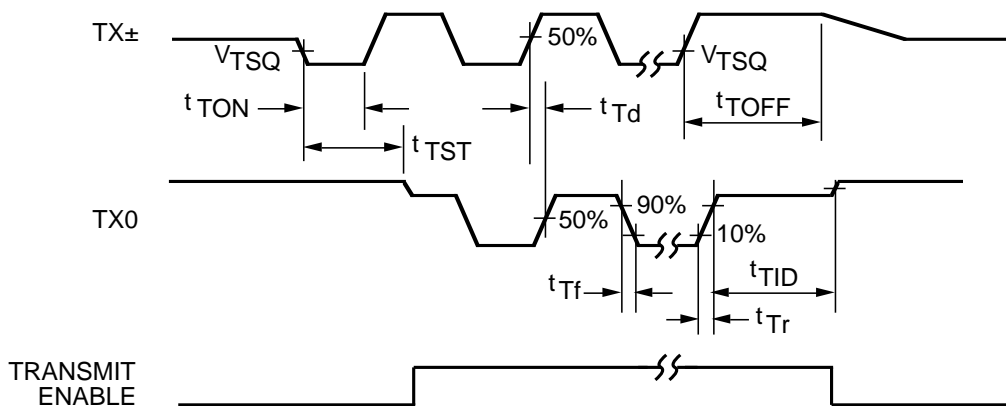 TX±
VTSQ
50%
VTSQ
tTON
tTd
tTOFF
tTST
TX0
50%
90%
10%
tTf
tTID
tTr
TRANSMIT
ENABLE